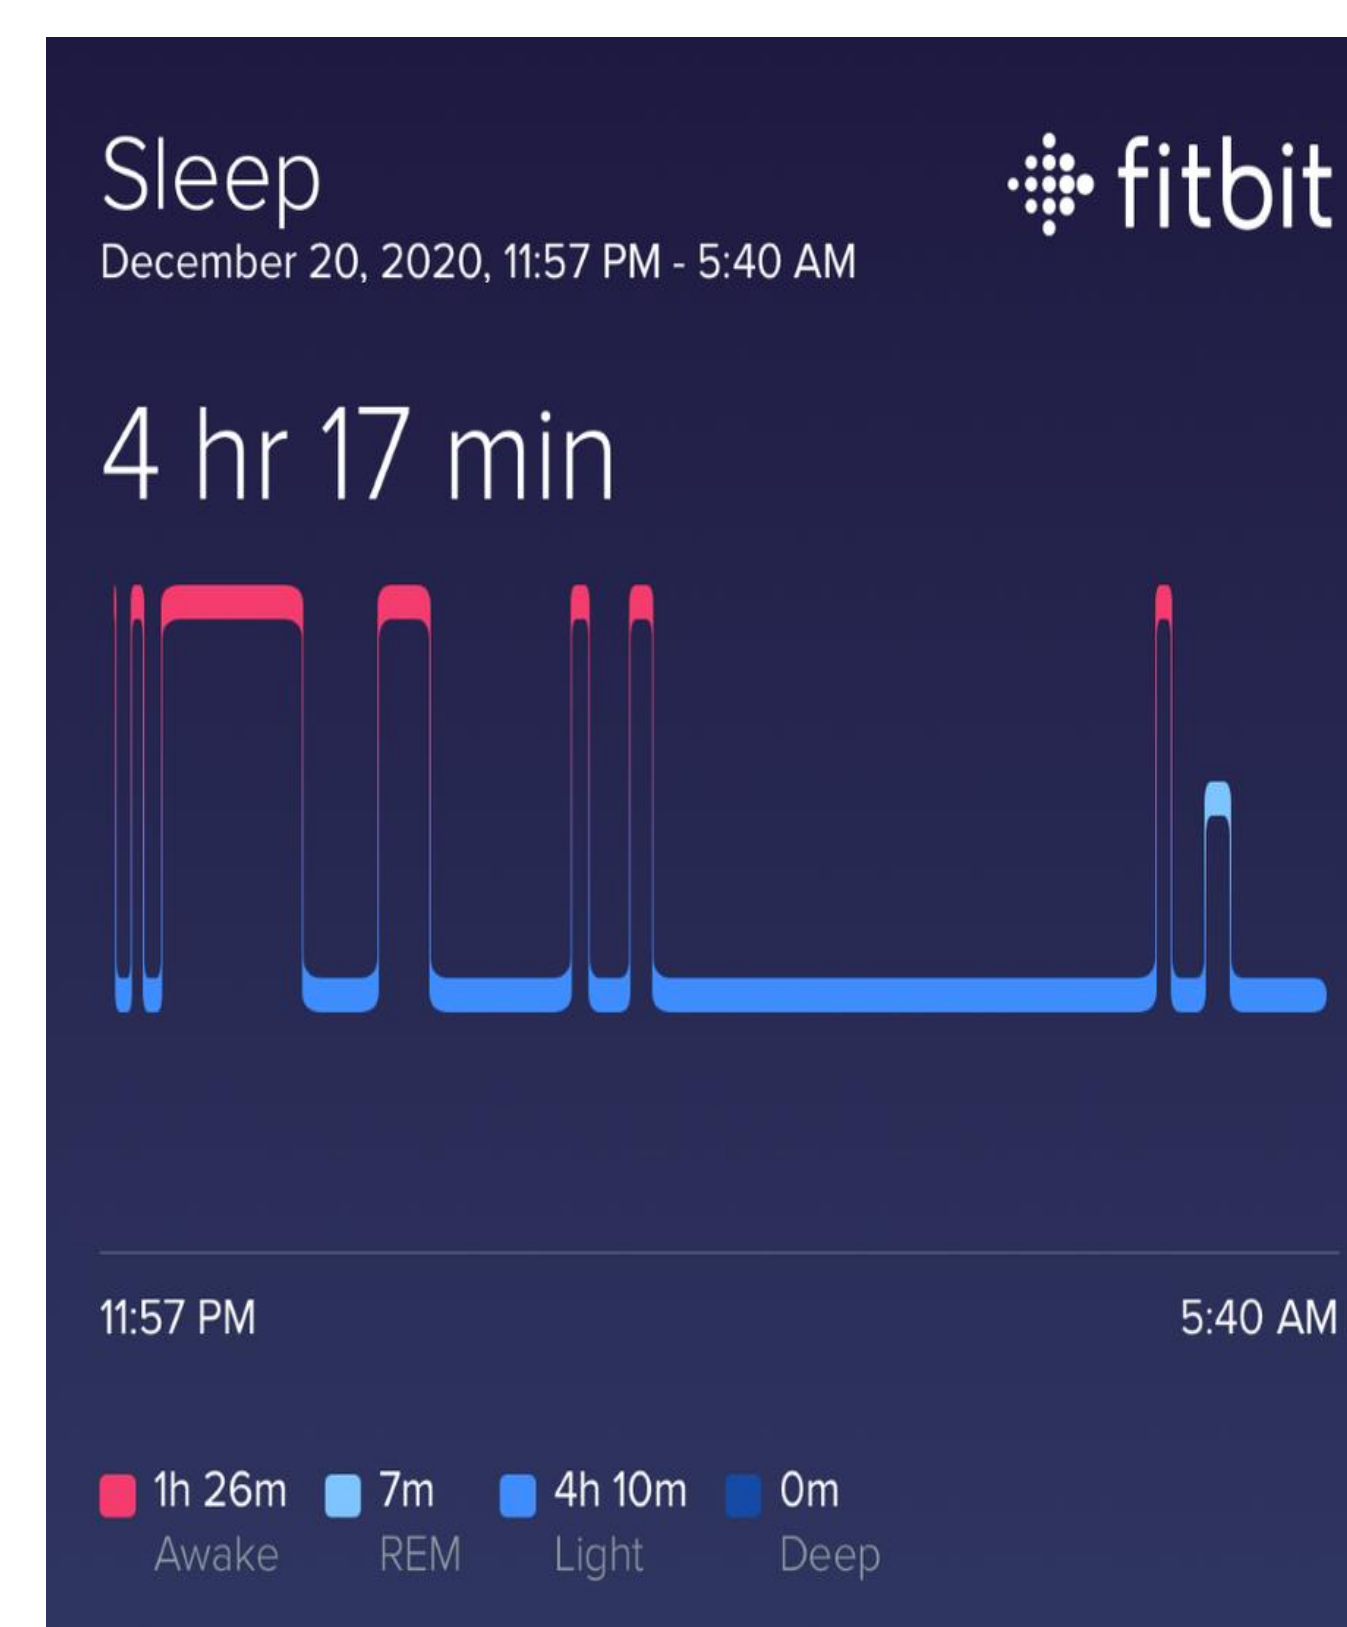 Sleep
fitbit
December 20, 2020, 11:57 PM - 5:40 AM
4 hr 17 min
11:57 PM
5:40 AM
1h 26m
Awake
7m
REM
4h 10m
Light
0m
Deep